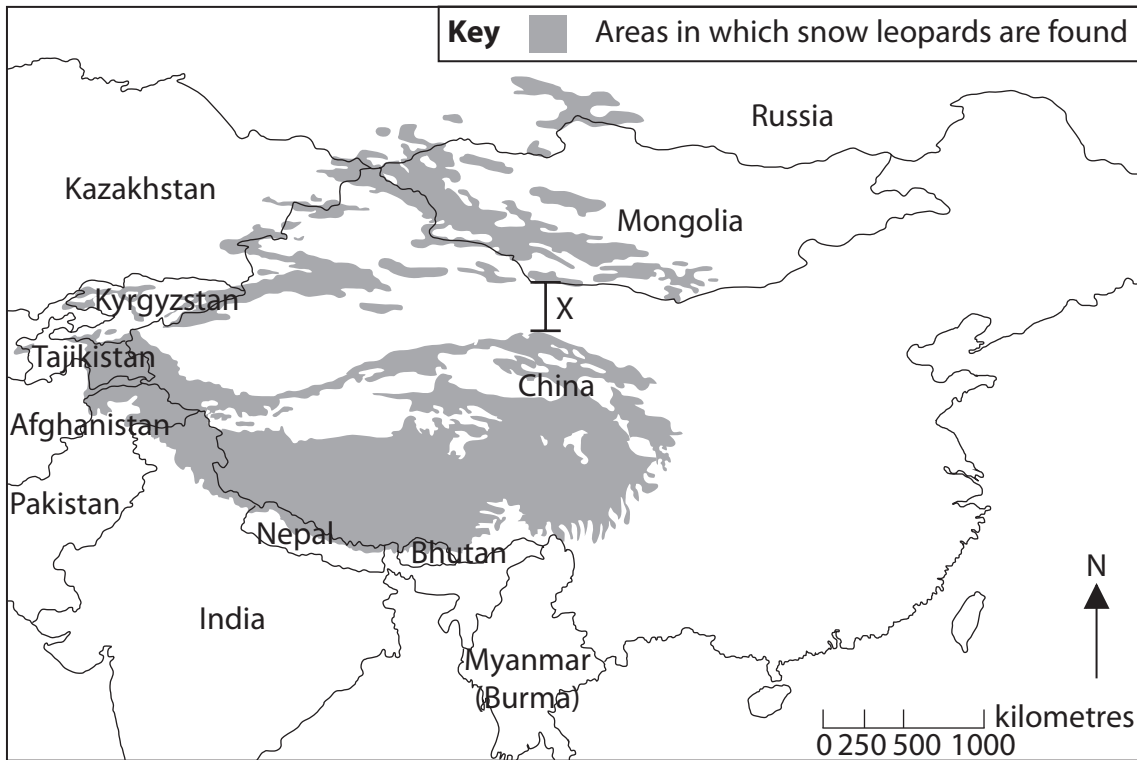 Key Areas in which snow leopards are found
Russia
Kazakhstan
Mongolia
Kyrgyzstan
X
Tajikistan
China
Afghanistan
Pakistan
Nepal
Bhutan
N
India
Myanmar
(Burma)
kilometres
0 250 500 1000